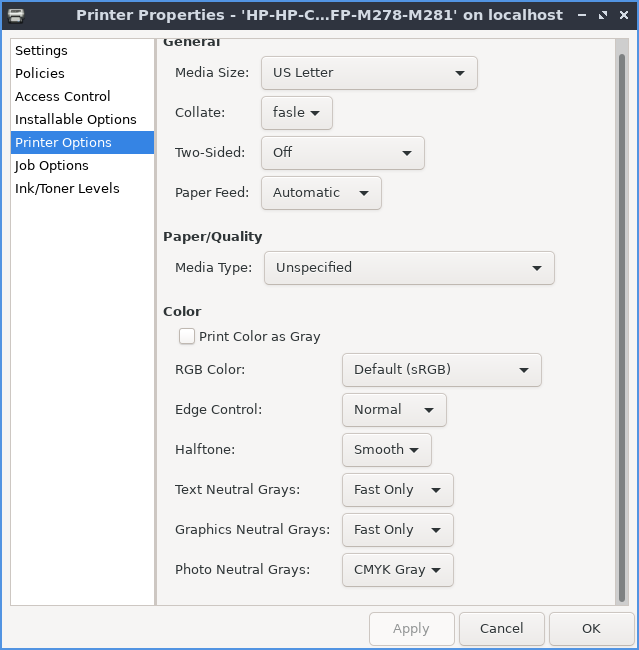 Printer Properties - 'HP-HP-C...FP-M278-M281' on localhost
Settings
Policies
Access Control
Installable Options
Printer Options
Job Options
Ink/Toner Levels
General
Media Size: US Letter
Collate: fasle
Two-Sided: Off
Paper Feed: Automatic
Paper/Quality
Media Type: Unspecified
Color
Print Color as Gray
RGB Color: Default (sRGB)
Edge Control: Normal
Halftone: Smooth
Text Neutral Grays: Fast Only
Graphics Neutral Grays: Fast Only
Photo Neutral Grays: CMYK Gray
Apply Cancel OK